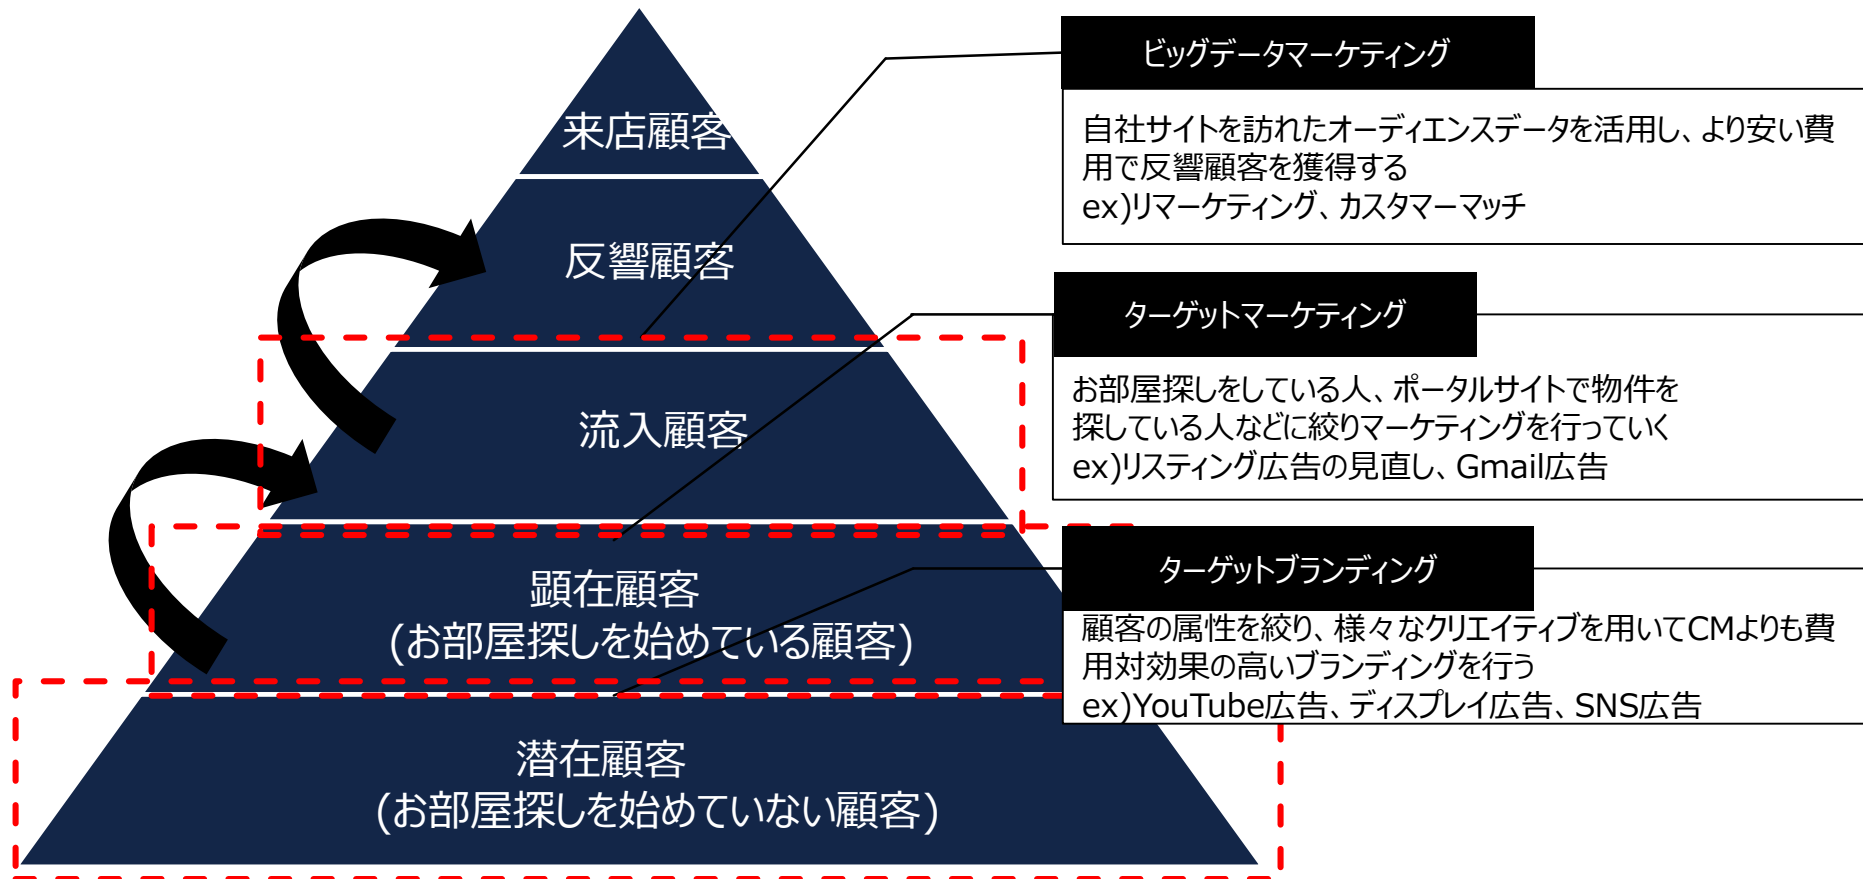 来店顧客
反響顧客
流入顧客
顕在顧客
(お部屋探しを始めている顧客)
潜在顧客
(お部屋探しを始めていない顧客)
ビッグデータマーケティング
自社サイトを訪れたオーディエンスデータを活用し、より安い費
用で反響顧客を獲得する
ex)リマーケティング、カスタマーマッチ
ターゲットマーケティング
お部屋探しをしている人、ポータルサイトで物件を
探している人などに絞りマーケティングを行っていく
ex)リスティング広告の見直し、Gmail広告
ターゲットブランディング
顧客の属性を絞り、様々なクリエイティブを用いてCMよりも費
用対効果の高いブランディングを行う
ex)YouTube広告、ディスプレイ広告、SNS広告